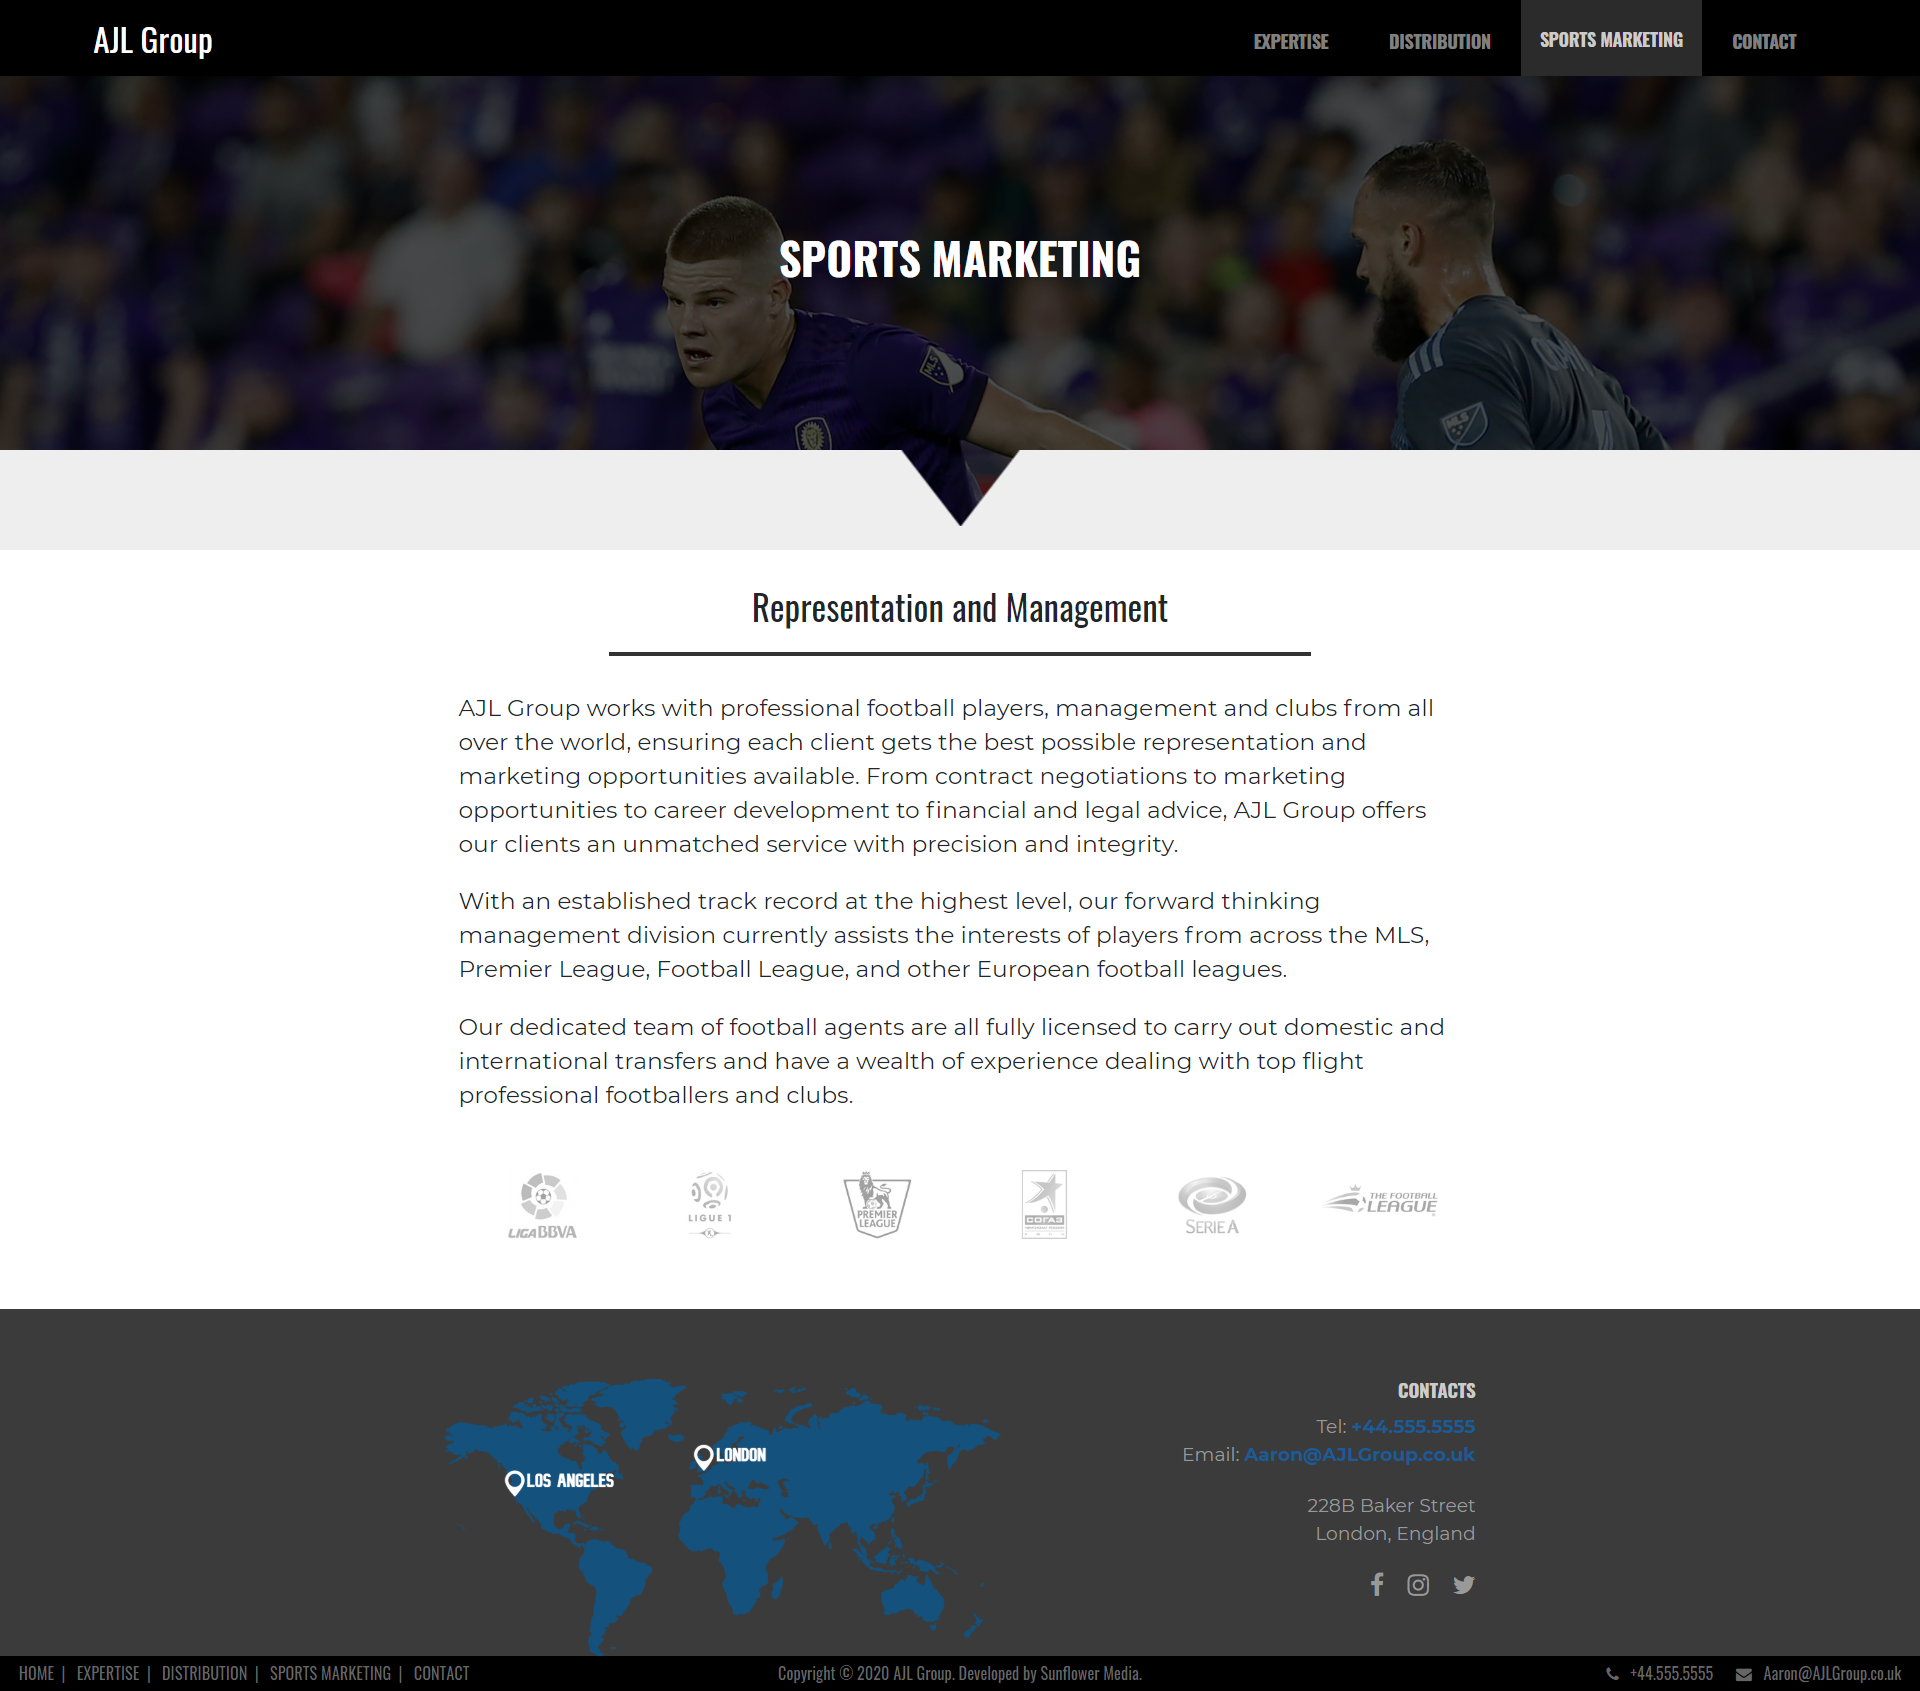 AJL Group
EXPERTISE
DISTRIBUTION
SPORTS MARKETING
CONTACT
SPORTS MARKETING
MLS
MLS
Representation and Management
AJL Group works with professional football players, management and clubs from all
over the world, ensuring each client gets the best possible representation and
marketing opportunities available. From contract negotiations to marketing
opportunities to career development to financial and legal advice, AJL Group offers
our clients an unmatched service with precision and integrity.
With an established track record at the highest level, our forward thinking
management division currently assists the interests of players from across the MLS,
Premier League, Football League, and other European football leagues.
Our dedicated team of football agents are all fully licensed to carry out domestic and
international transfers and have a wealth of experience dealing with top flight
professional footballers and clubs.
LIGA BBVA
LIGUE 1
PREMIER
LEAGUE
СОГАЗ
SERIE A
THE FOOTBALL
LEAGUE
LONDON
LOS ANGELES
CONTACTS
Tel: +44.555.5555
Email: Aaron@AJLGroup.co.uk
228B Baker Street
London, England
HOME | EXPERTISE | DISTRIBUTION | SPORTS MARKETING | CONTACT
Copyright © 2020 AJL Group. Developed by Sunflower Media.
+44.555.5555
Aaron@AJLGroup.co.uk